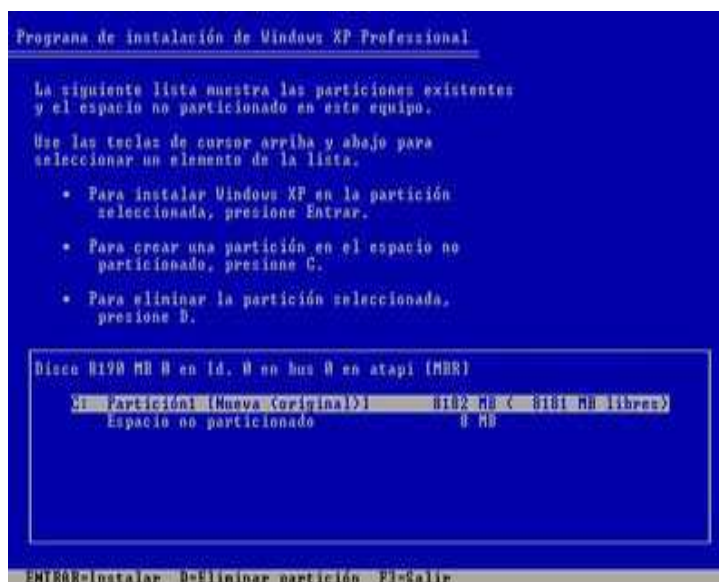 Programa de instalación de Windows XP Professional
La siguiente lista muestra las particiones existentes
y el espacio no particionado en este equipo.
Use las teclas de cursor arriba y abajo para
seleccionar un elemento de la lista.
• Para instalar Windows XP en la partición
seleccionada, presione Entrar.
• Para crear una partición en el espacio no
particionado, presione C.
• Para eliminar la partición seleccionada,
presione D.
Disco 8190 MB 0 en Id. 0 en bus 0 en atapi [MBR]
C: Partición1 [Nueva (original)] 8182 MB ( 8181 MB libres)
Espacio no particionado 8 MB
ENTRAR=Instalar D=Eliminar partición F3=Salir